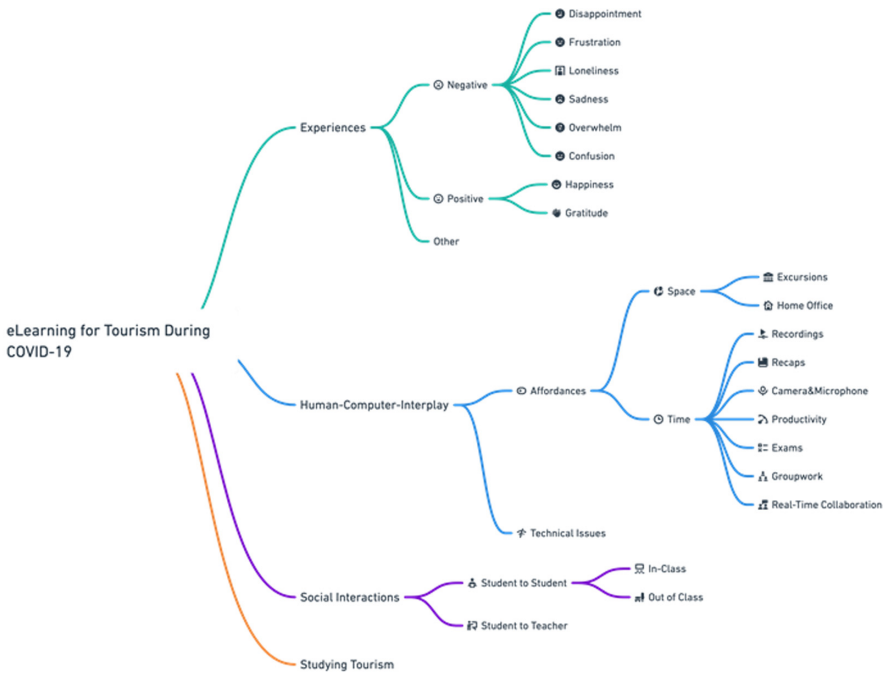 Disappointment
Frustration
Loneliness
Negative
Sadness
Overwhelm
Experiences
Confusion
Happiness
Positive
Gratitude
Other
Excursions
Space
Home Office
eLearning for Tourism During
COVID-19
Recordings
Recaps
Affordances
Camera&Microphone
Human-Computer-Interplay
Time
Productivity
Exams
Groupwork
Real-Time Collaboration
Technical Issues
In-Class
Student to Student
Social Interactions
Out of Class
Student to Teacher
Studying Tourism